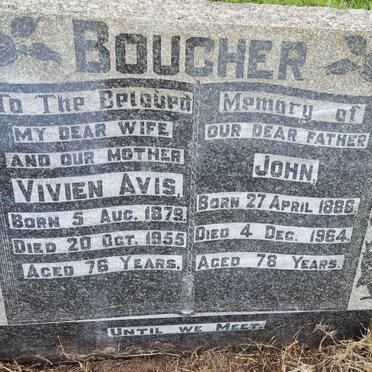 BOUCHER
To The Beloved
MY DEAR WIFE
AND OUR MOTHER
VIVIEN AVIS,
BORN 5 AUG. 1879,
DIED 20 OCT. 1955
AGED 76 YEARS.
Memory of
OUR DEAR FATHER
JOHN,
BORN 27 APRIL 1886
DIED 4 DEC. 1964.
AGED 78 YEARS.
UNTIL WE MEET.